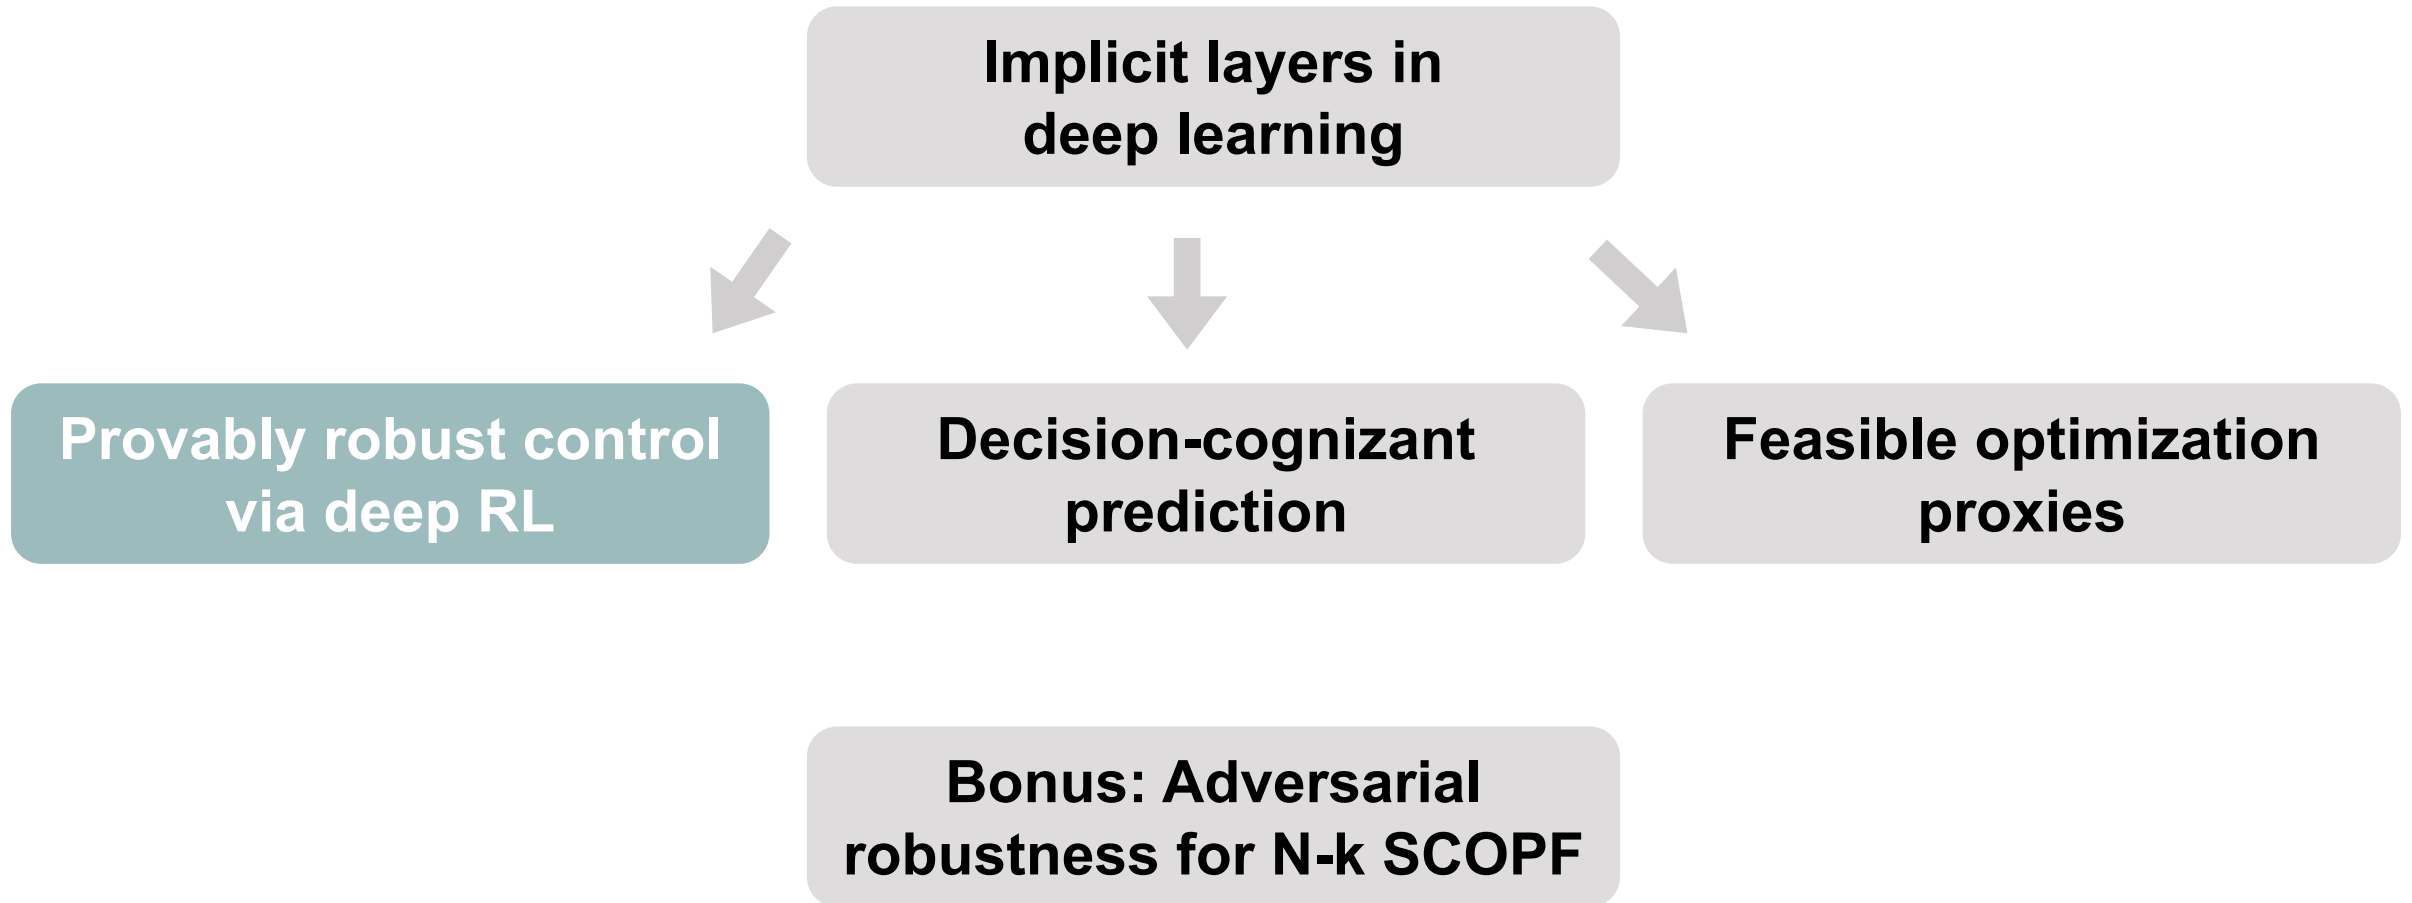 Implicit layers in
deep learning
Provably robust control
via deep RL
Decision-cognizant
prediction
Feasible optimization
proxies
Bonus: Adversarial
robustness for N-k SCOPF